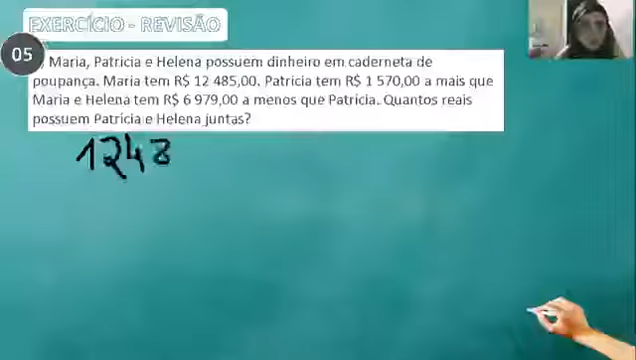 EXERCÍCIO - REVISÃO
05
Maria, Patricia e Helena possuem dinheiro em caderneta de
poupança. Maria tem R$ 12 485,00. Patricia tem R$ 1 570,00 a mais que
Maria e Helena tem R$ 6 979,00 a menos que Patricia. Quantos reais
possuem Patrícia e Helena juntas?
1248